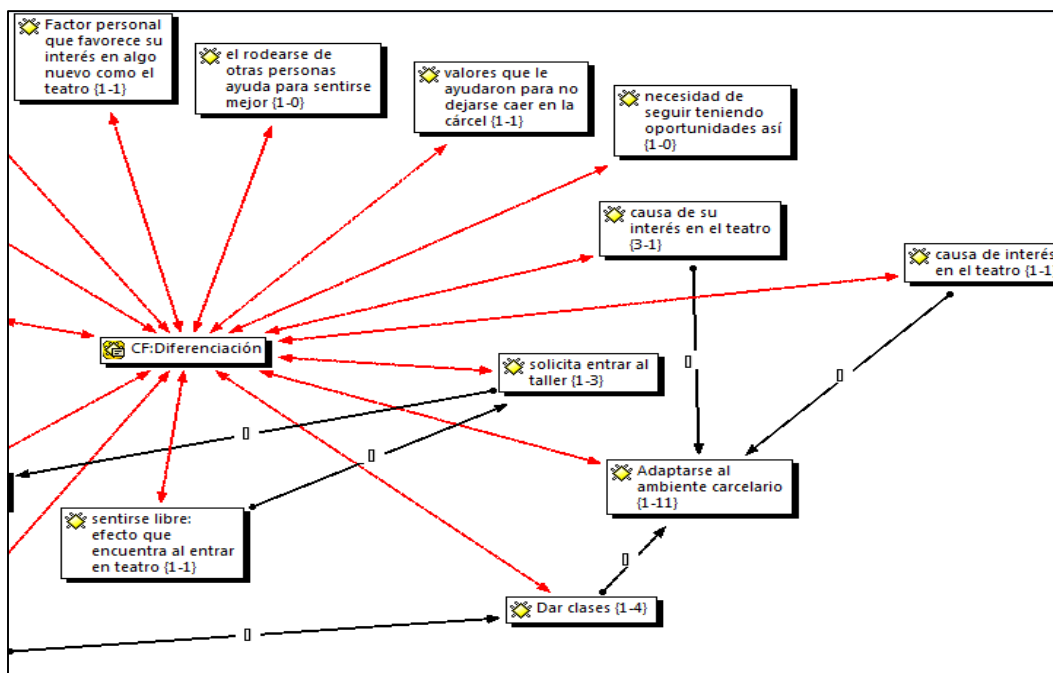 Factor personal
que favorece su
interés en algo
nuevo como el
teatro {1-1}
el rodearse de
otras personas
ayuda para sentirse
mejor {1-0}
valores que le
ayudaron para no
dejarse caer en la
cárcel {1-1}
necesidad de
seguir teniendo
oportunidades así
{1-0}
causa de su
interés en el teatro
{3-1}
causa de interés
en el teatro {1-1
CF:Diferenciación
solicita entrar al
taller {1-3}
Adaptarse al
ambiente carcelario
{1-11}
sentirse libre:
efecto que
encuentra al entrar
en teatro {1-1}
Dar clases {1-4}